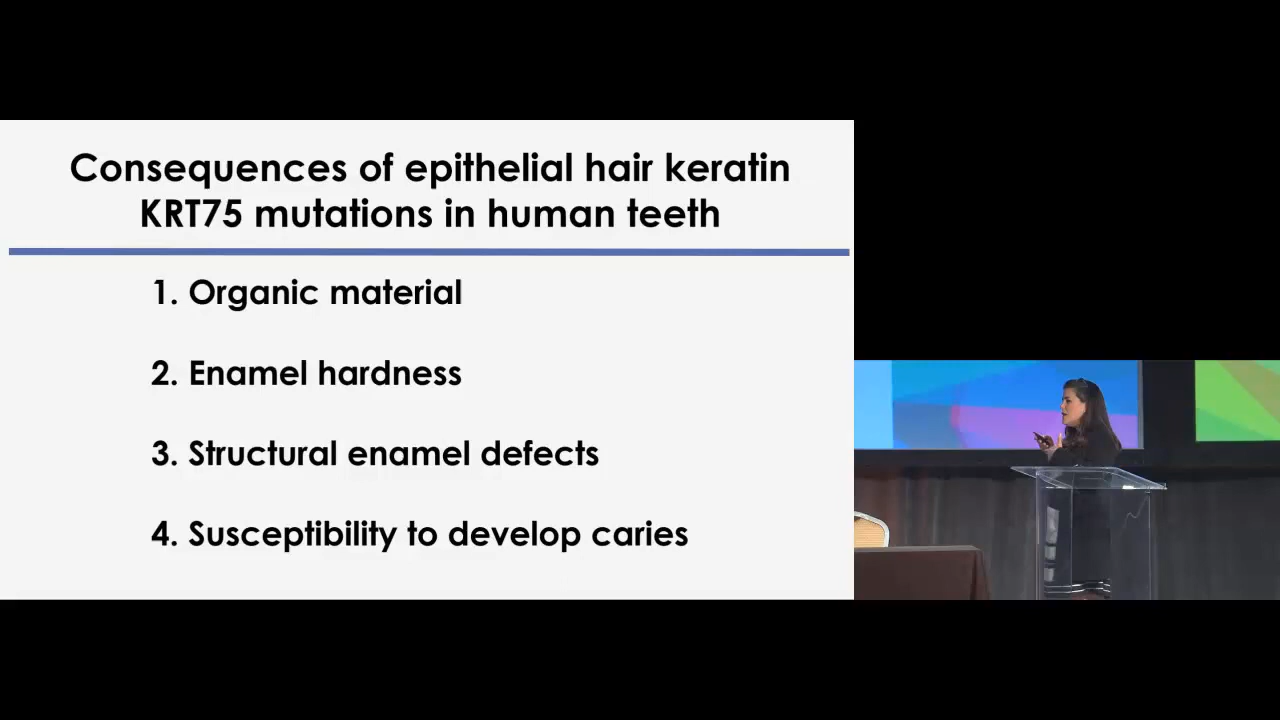 Consequences of epithelial hair keratin
KRT75 mutations in human teeth
1. Organic material
2. Enamel hardness
3. Structural enamel defects
4. Susceptibility to develop caries